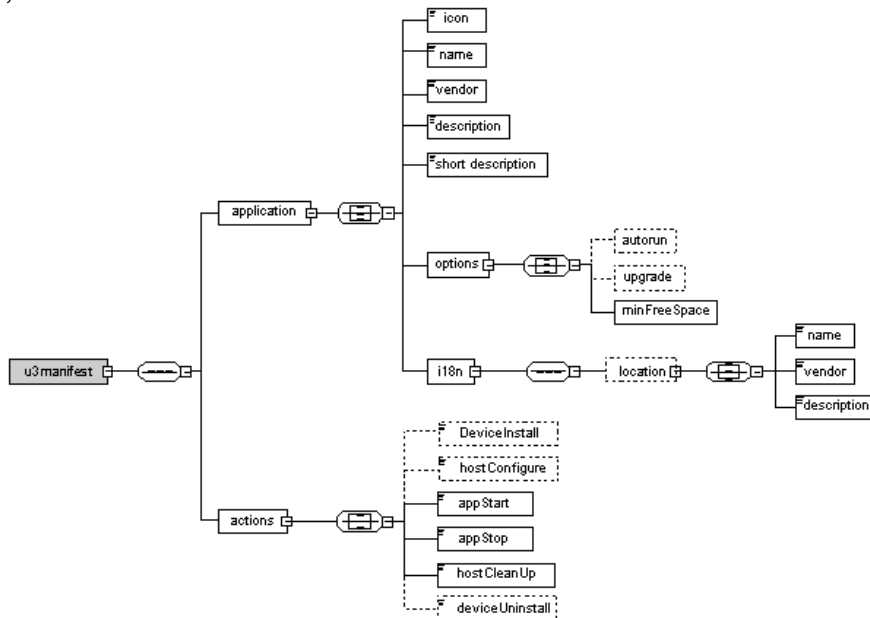 icon
name
vendor
description
short description
application
options
autorun
upgrade
minFreeSpace
u3manifest
i18n
location
name
vendor
description
actions
DeviceInstall
hostConfigure
appStart
appStop
hostCleanUp
deviceUninstall